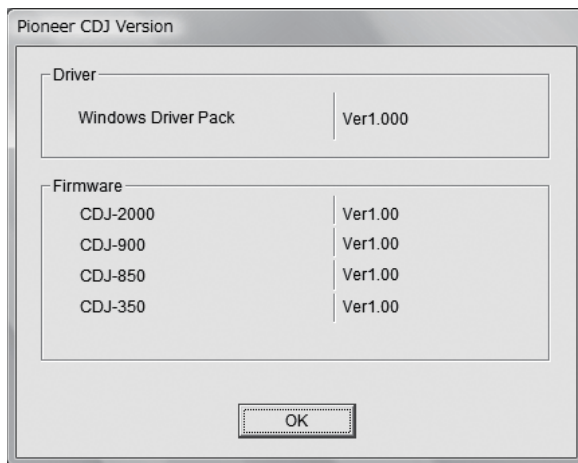 Pioneer CDJ Version
Driver
Windows Driver Pack Ver1.000
Firmware
CDJ-2000 Ver1.00
CDJ-900 Ver1.00
CDJ-850 Ver1.00
CDJ-350 Ver1.00
OK